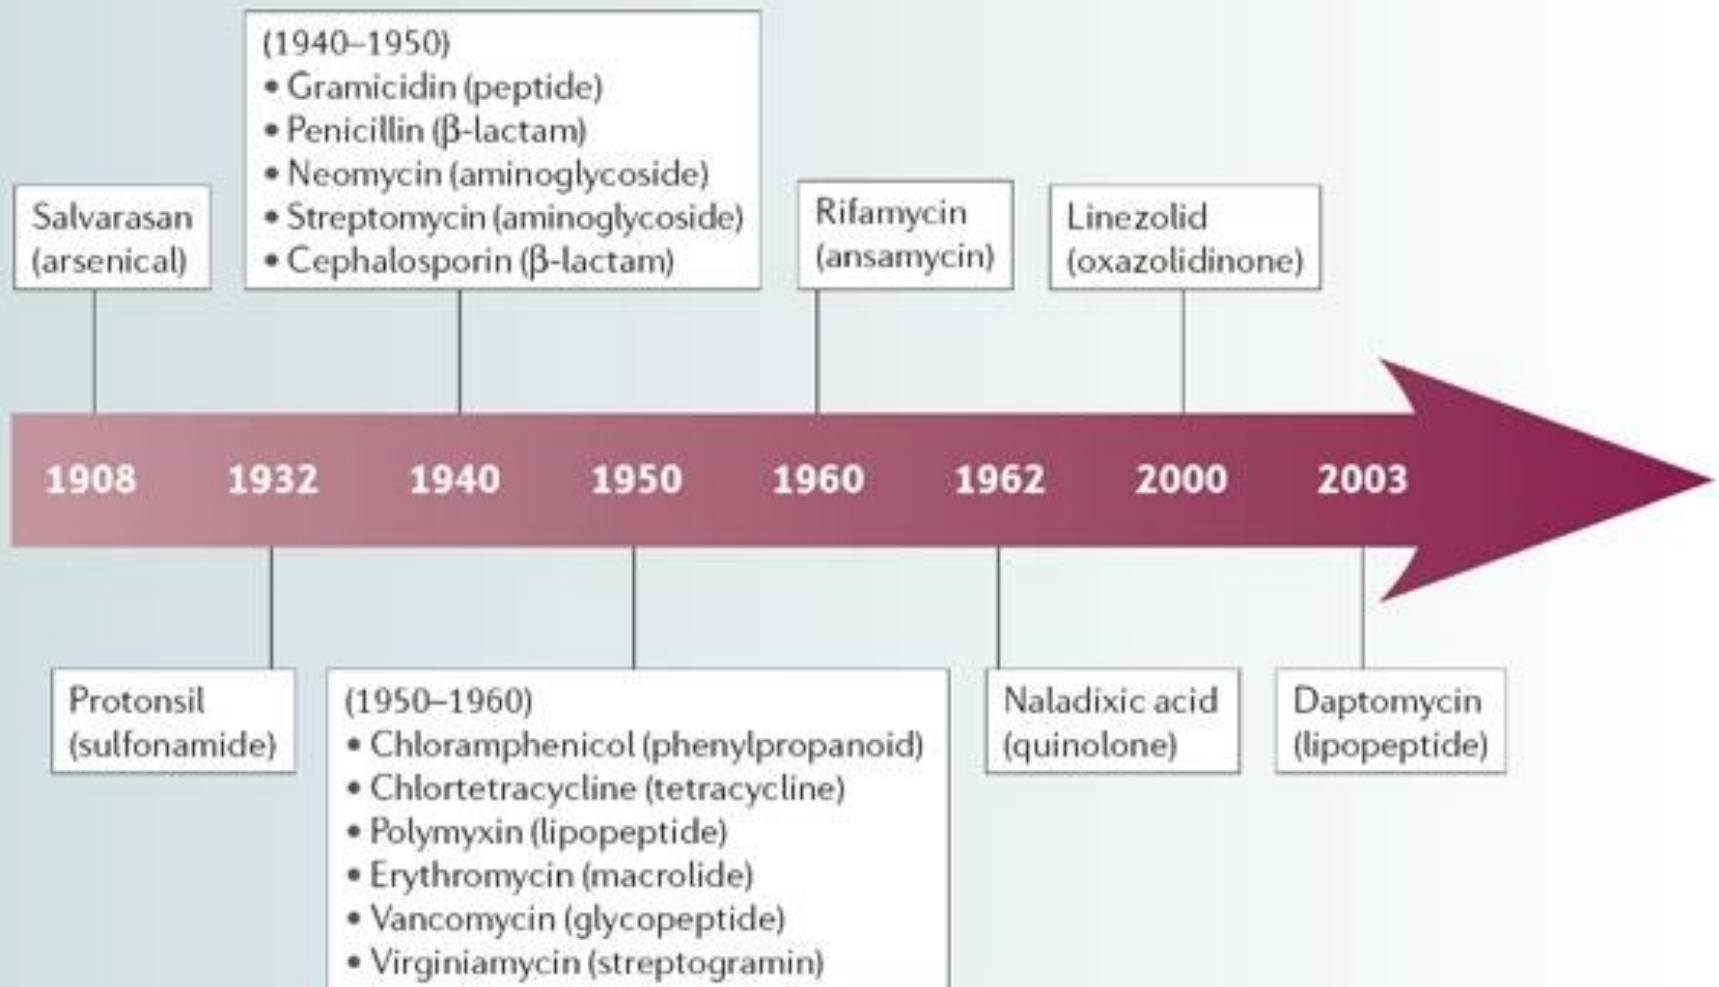 (1940–1950)
• Gramicidin (peptide)
• Penicillin (β-lactam)
• Neomycin (aminoglycoside)
• Streptomycin (aminoglycoside)
• Cephalosporin (β-lactam)
Salvarasan
(arsenical)
Rifamycin
(ansamycin)
Linezolid
(oxazolidinone)
1908 1932 1940 1950 1960 1962 2000 2003
Protonsil
(sulfonamide)
(1950–1960)
• Chloramphenicol (phenylpropanoid)
• Chlortetracycline (tetracycline)
• Polymyxin (lipopeptide)
• Erythromycin (macrolide)
• Vancomycin (glycopeptide)
• Virginiamycin (streptogramin)
Naladixic acid
(quinolone)
Daptomycin
(lipopeptide)